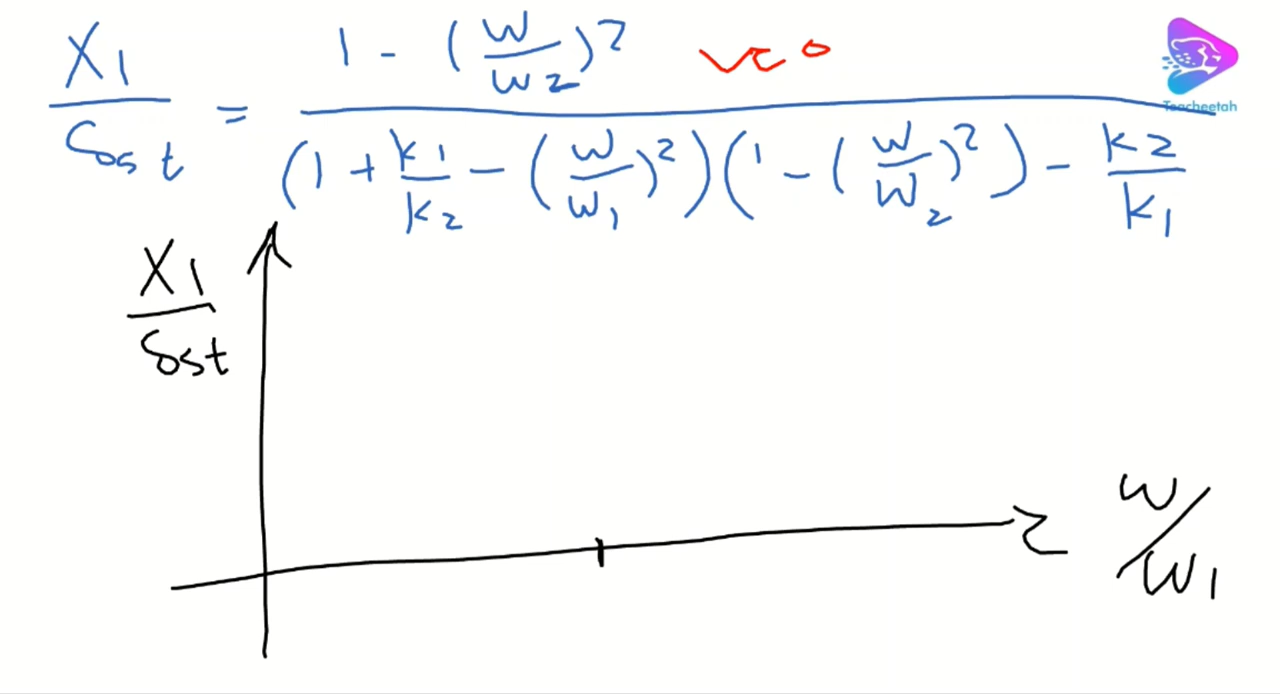 X1/δst = 1 - (w/w2)²
(1 + k1/k2 - (w/w1)²)(1 - (w/w2)²) - k2/k1
Teacheetah
X1/δst
w/w1